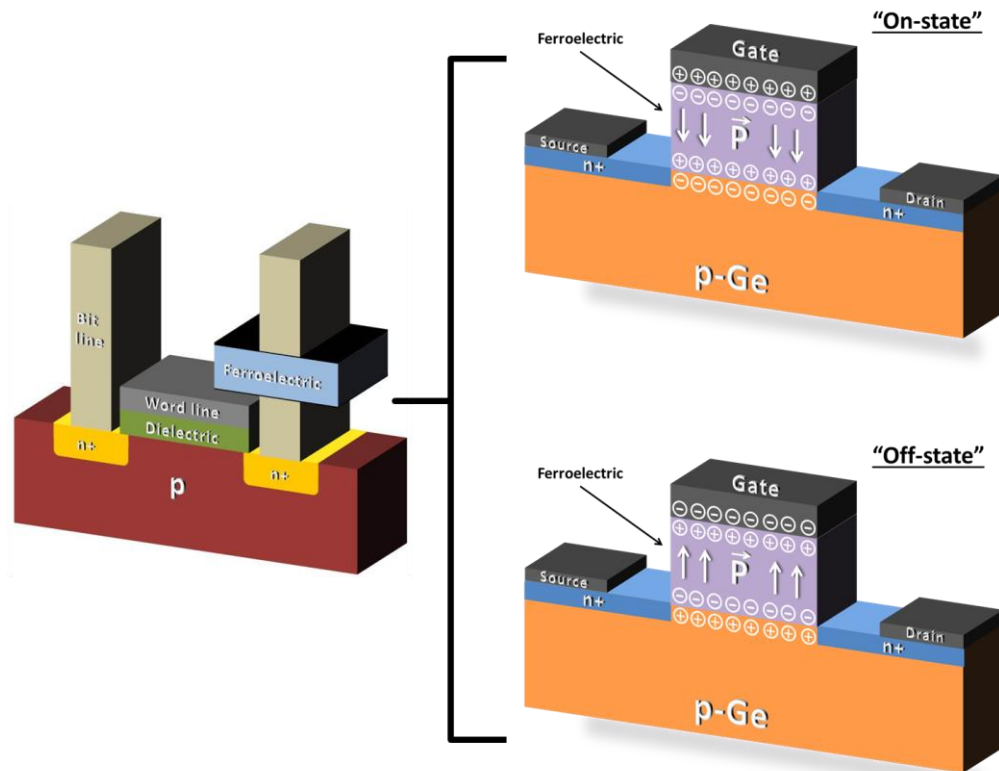 Bit
line
Word line
Dielectric
Ferroelectric
n+
n+
p
"On-state"
Ferroelectric
Gate
⊕⊕⊕⊕⊕⊕⊕⊕
⊖⊖⊖⊖⊖⊖⊖⊖
↓↓ P⃗ ↓↓
⊕⊕⊕⊕⊕⊕⊕⊕
⊖⊖⊖⊖⊖⊖⊖⊖
Source
n+
Drain
n+
p-Ge
"Off-state"
Ferroelectric
Gate
⊖⊖⊖⊖⊖⊖⊖⊖
⊕⊕⊕⊕⊕⊕⊕⊕
↑↑ P⃗ ↑↑
⊖⊖⊖⊖⊖⊖⊖⊖
⊕⊕⊕⊕⊕⊕⊕⊕
Source
n+
Drain
n+
p-Ge